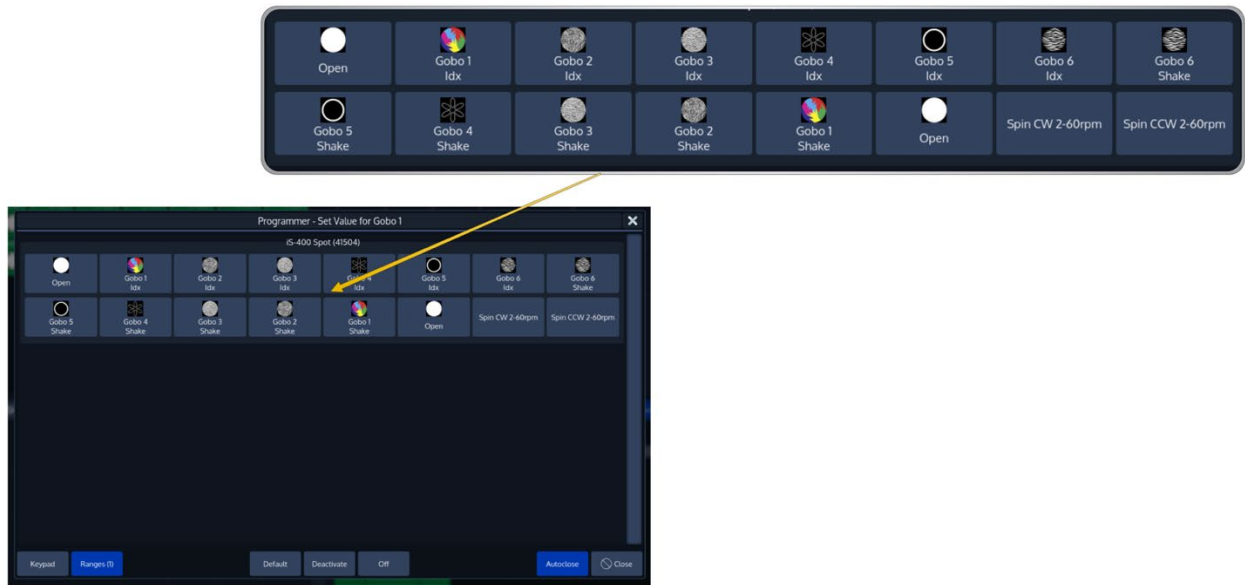 Open
Gobo 1
Idx
Gobo 2
Idx
Gobo 3
Idx
Gobo 4
Idx
Gobo 5
Idx
Gobo 6
Idx
Gobo 6
Shake
Gobo 5
Shake
Gobo 4
Shake
Gobo 3
Shake
Gobo 2
Shake
Gobo 1
Shake
Open
Spin CW 2-60rpm
Spin CCW 2-60rpm
Programmer - Set Value for Gobo 1
iS-400 Spot (41504)
Open
Gobo 1
Idx
Gobo 2
Idx
Gobo 3
Idx
Gobo 4
Idx
Gobo 5
Idx
Gobo 6
Idx
Gobo 6
Shake
Gobo 5
Shake
Gobo 4
Shake
Gobo 3
Shake
Gobo 2
Shake
Gobo 1
Shake
Open
Spin CW 2-60rpm
Spin CCW 2-60rpm
Keypad
Ranges (1)
Default
Deactivate
Off
Autoclose
Close